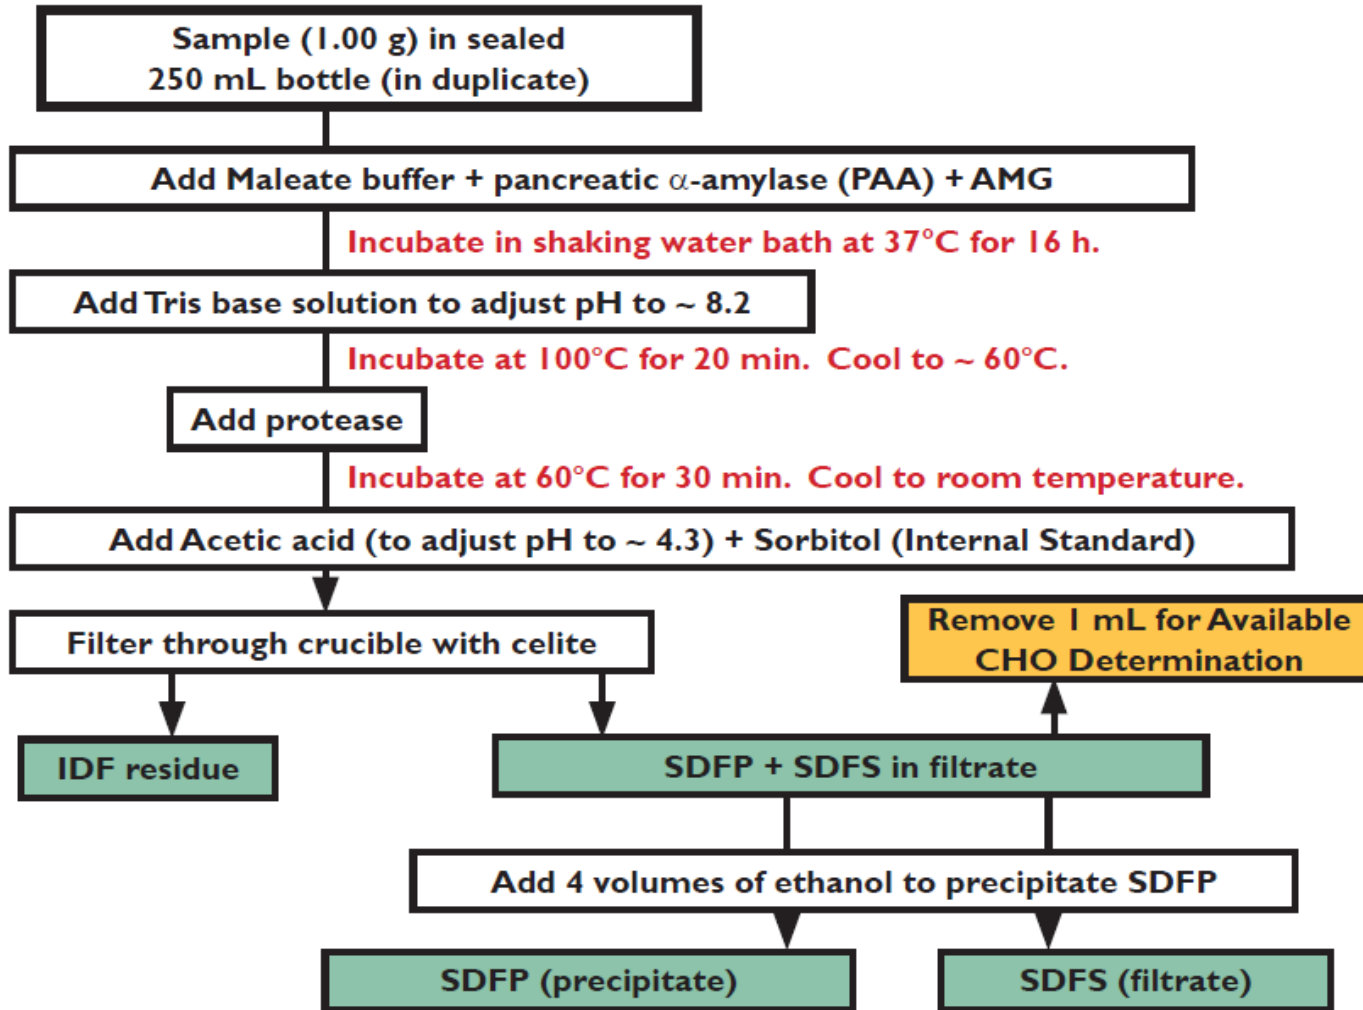 Sample (1.00 g) in sealed
250 mL bottle (in duplicate)
Add Maleate buffer + pancreatic α-amylase (PAA) + AMG
Incubate in shaking water bath at 37°C for 16 h.
Add Tris base solution to adjust pH to ~ 8.2
Incubate at 100°C for 20 min. Cool to ~ 60°C.
Add protease
Incubate at 60°C for 30 min. Cool to room temperature.
Add Acetic acid (to adjust pH to ~ 4.3) + Sorbitol (Internal Standard)
Filter through crucible with celite
Remove 1 mL for Available
CHO Determination
IDF residue
SDFP + SDFS in filtrate
Add 4 volumes of ethanol to precipitate SDFP
SDFP (precipitate)
SDFS (filtrate)